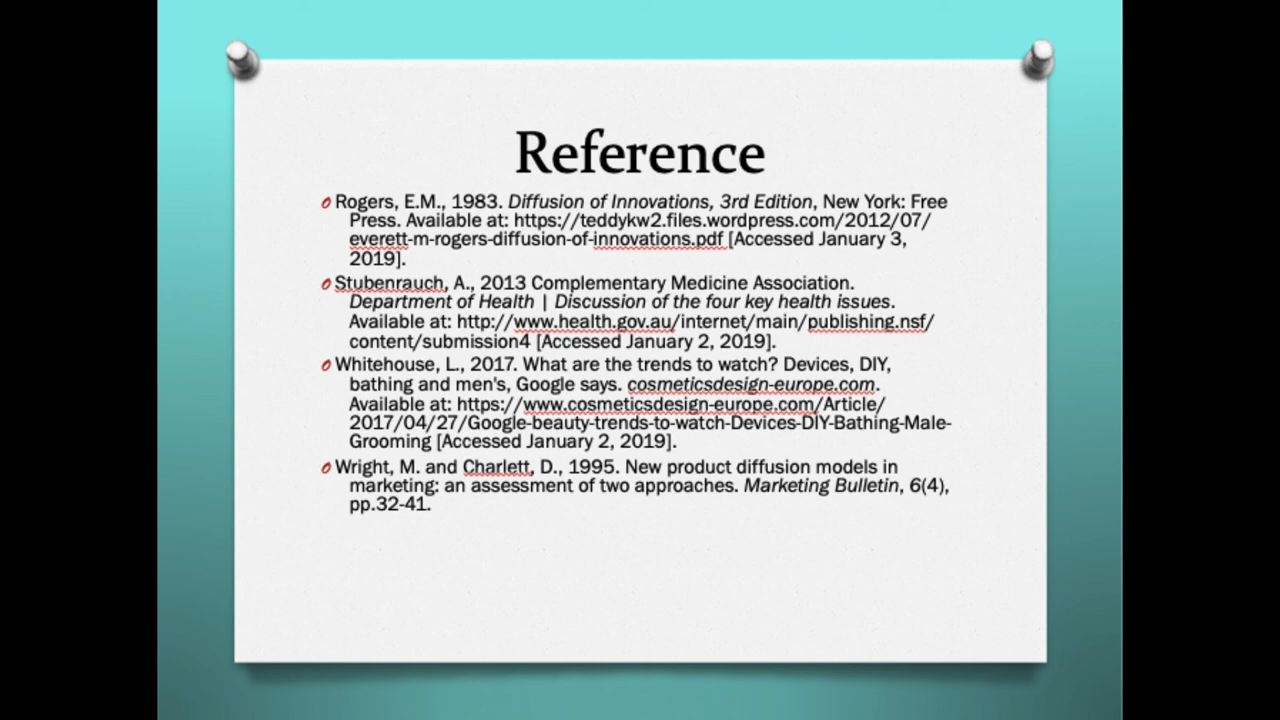 Reference
Rogers, E.M., 1983. Diffusion of Innovations, 3rd Edition, New York: Free
Press. Available at: https://teddykw2.files.wordpress.com/2012/07/
everett-m-rogers-diffusion-of-innovations.pdf [Accessed January 3,
2019].
Stubenrauch, A., 2013 Complementary Medicine Association.
Department of Health | Discussion of the four key health issues.
Available at: http://www.health.gov.au/internet/main/publishing.nsf/
content/submission4 [Accessed January 2, 2019].
Whitehouse, L., 2017. What are the trends to watch? Devices, DIY,
bathing and men's, Google says. cosmeticsdesign-europe.com.
Available at: https://www.cosmeticsdesign-europe.com/Article/
2017/04/27/Google-beauty-trends-to-watch-Devices-DIY-Bathing-Male-
Grooming [Accessed January 2, 2019].
Wright, M. and Charlett, D., 1995. New product diffusion models in
marketing: an assessment of two approaches. Marketing Bulletin, 6(4),
pp.32-41.